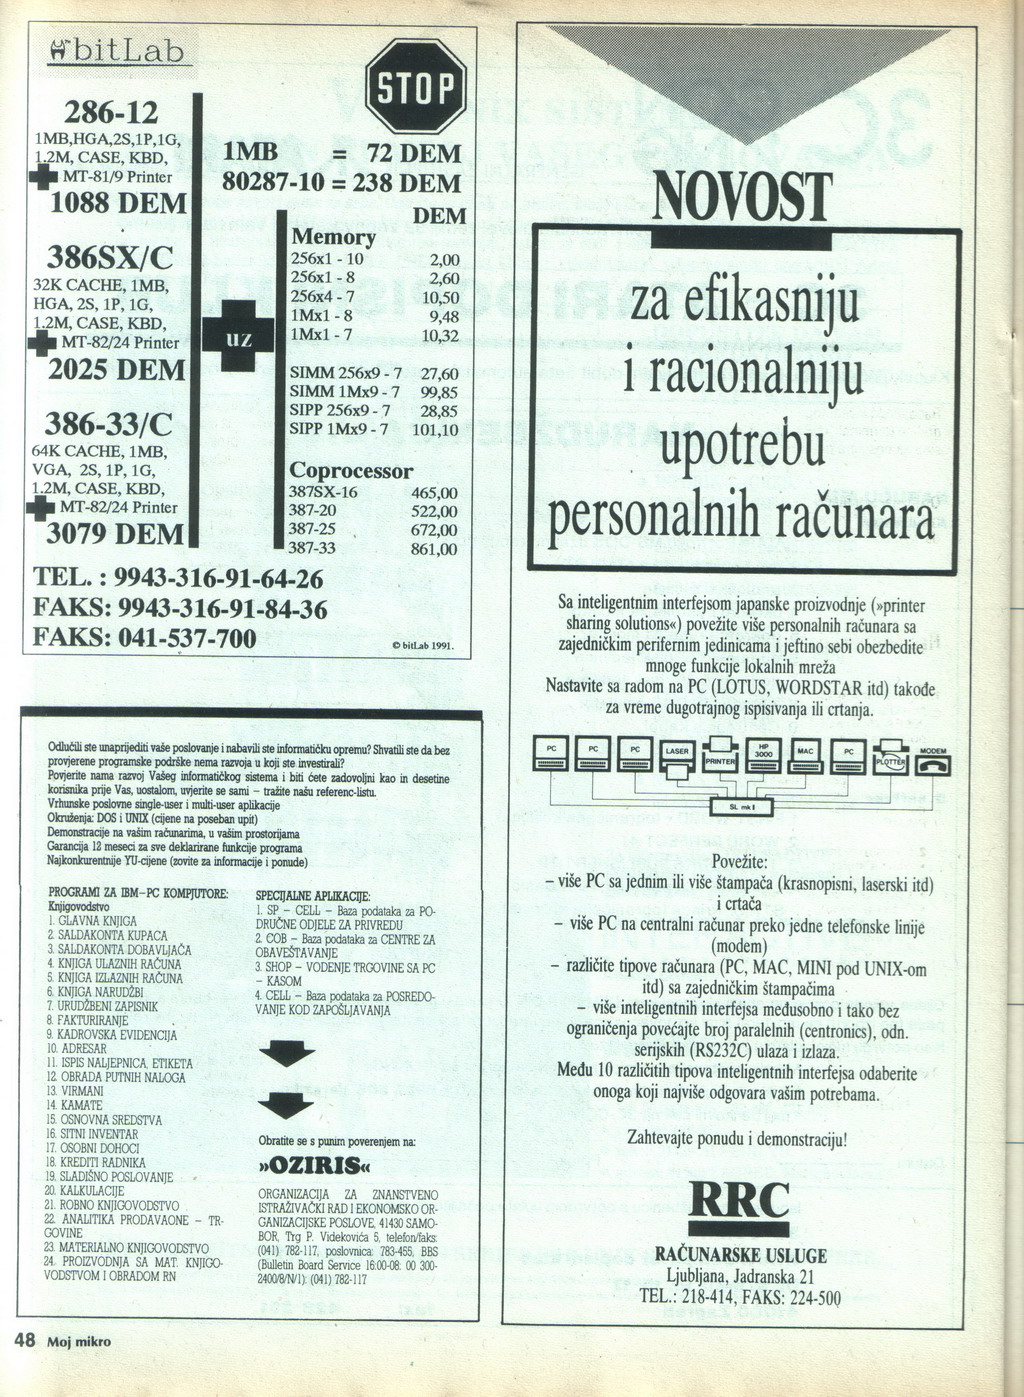 bitLab
STOP
286-12
1MB,HGA,2S,1P,1G,
1.2M, CASE, KBD,
MT-81/9 Printer
1088 DEM
386SX/C
32K CACHE, 1MB,
HGA, 2S, 1P, 1G,
1.2M, CASE, KBD,
MT-82/24 Printer
2025 DEM
386-33/C
64K CACHE, 1MB,
VGA, 2S, 1P, 1G,
1.2M, CASE, KBD,
MT-82/24 Printer
3079 DEM
uz
1MB = 72 DEM
80287-10 = 238 DEM
DEM
Memory
256x1 - 10 2,00
256x1 - 8 2,60
256x4 - 7 10,50
1Mx1 - 8 9,48
1Mx1 - 7 10,32
SIMM 256x9 - 7 27,60
SIMM 1Mx9 - 7 99,85
SIPP 256x9 - 7 28,85
SIPP 1Mx9 - 7 101,10
Coprocessor
387SX-16 465,00
387-20 522,00
387-25 672,00
387-33 861,00
TEL. : 9943-316-91-64-26
FAKS: 9943-316-91-84-36
FAKS: 041-537-700
© bitLab 1991.
Odlučili ste unaprijediti vaše poslovanje i nabavili ste informatičku opremu? Shvatili ste da bez
provjerene programske podrške nema razvoja u koji ste investirali?
Povjerite nama razvoj Vašeg informatičkog sistema i biti ćete zadovoljni kao in desetine
korisnika prije Vas, uostalom, uvjerite se sami – tražite našu referenc-listu.
Vrhunske poslovne single-user i multi-user aplikacije
Okruženja: DOS i UNIX (cijene na poseban upit)
Demonstracije na vašim računarima, u vašim prostorijama
Garancija 12 meseci za sve deklarirane funkcije programa
Najkonkurentnije YU-cijene (zovite za informacije i ponude)
PROGRAMI ZA IBM-PC KOMPJUTORE:
Knjigovodstvo
1. GLAVNA KNJIGA
2. SALDAKONTA KUPACA
3. SALDAKONTA DOBAVLJAČA
4. KNJIGA ULAZNIH RAČUNA
5. KNJIGA IZLAZNIH RAČUNA
6. KNJIGA NARUDŽBI
7. URUDŽBENI ZAPISNIK
8. FAKTURIRANJE
9. KADROVSKA EVIDENCIJA
10. ADRESAR
11. ISPIS NALJEPNICA, ETIKETA
12. OBRADA PUTNIH NALOGA
13. VIRMANI
14. KAMATE
15. OSNOVNA SREDSTVA
16. SITNI INVENTAR
17. OSOBNI DOHOCI
18. KREDITI RADNIKA
19. SLADIŠNO POSLOVANJE
20. KALKULACIJE
21. ROBNO KNJIGOVODSTVO
22. ANALITIKA PRODAVAONE – TR-
GOVINE
23. MATERIALNO KNJIGOVODSTVO
24. PROIZVODNJA SA MAT. KNJIGO-
VODSTVOM I OBRADOM RN
SPECIJALNE APLIKACIJE:
1. SP – CELL – Baza podataka za PO-
DRUČNE ODJELE ZA PRIVREDU
2. COB – Baza podataka za CENTRE ZA
OBAVEŠTAVANJE
3. SHOP – VODENJE TRGOVINE SA PC
– KASOM
4. CELL – Baza podataka za POSREDO-
VANJE KOD ZAPOŠLJAVANJA
Obratite se s punim poverenjem na:
»OZIRIS«
ORGANIZACIJA ZA ZNANSTVENO
ISTRAŽIVAČKI RAD I EKONOMSKO OR-
GANIZACIJSKE POSLOVE, 41430 SAMO-
BOR, Trg P. Videkovića 5, telefon/faks:
(041) 782-117, poslovnica: 783-455, BBS
(Bulletin Board Service 16:00-08: 00 300-
2400/8/N/1): (041) 782-117
48 Moj mikro
NOVOST
za efikasniju
i racionalniju
upotrebu
personalnih računara
Sa inteligentnim interfejsom japanske proizvodnje (»printer
sharing solutions«) povežite više personalnih računara sa
zajedničkim perifernim jedinicama i jeftino sebi obezbedite
mnoge funkcije lokalnih mreža
Nastavite sa radom na PC (LOTUS, WORDSTAR itd) takođe
za vreme dugotrajnog ispisivanja ili crtanja.
PC PC PC LASER PRINTER HP 3000 MAC PC PLOTTER MODEM
SL mk I
Povežite:
– više PC sa jednim ili više štampača (krasnopisni, laserski itd)
i crtača
– više PC na centralni računar preko jedne telefonske linije
(modem)
– različite tipove računara (PC, MAC, MINI pod UNIX-om
itd) sa zajedničkim štampačima
– više inteligentnih interfejsa međusobno i tako bez
ograničenja povećajte broj paralelnih (centronics), odn.
serijskih (RS232C) ulaza i izlaza.
Među 10 različitih tipova inteligentnih interfejsa odaberite
onoga koji najviše odgovara vašim potrebama.
Zahtevajte ponudu i demonstraciju!
RRC
RAČUNARSKE USLUGE
Ljubljana, Jadranska 21
TEL.: 218-414, FAKS: 224-500